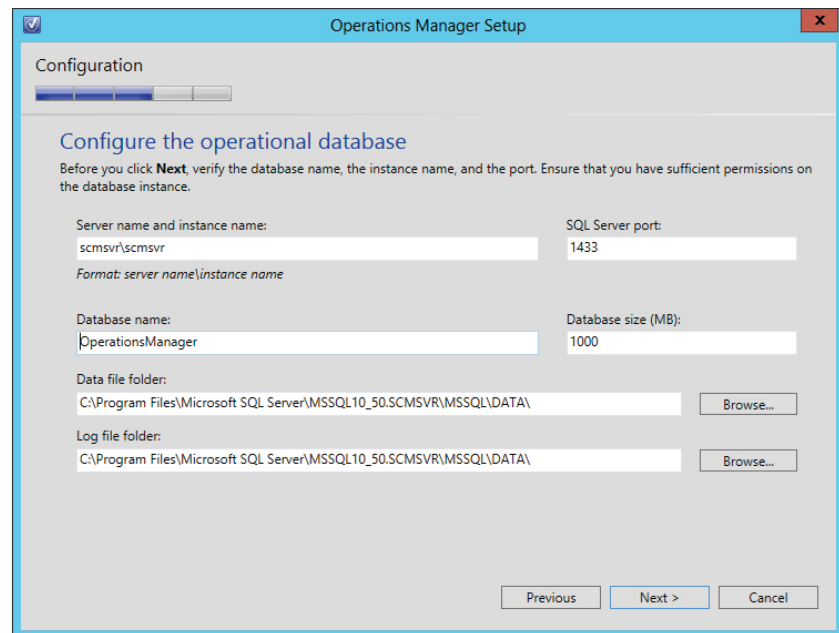 Operations Manager Setup
x
Configuration
Configure the operational database
Before you click Next, verify the database name, the instance name, and the port. Ensure that you have sufficient permissions on
the database instance.
Server name and instance name:
SQL Server port:
scmsvr\scmsvr
1433
Format: server name\instance name
Database name:
Database size (MB):
OperationsManager
1000
Data file folder:
C:\Program Files\Microsoft SQL Server\MSSQL10_50.SCMSVR\MSSQL\DATA\
Browse...
Log file folder:
C:\Program Files\Microsoft SQL Server\MSSQL10_50.SCMSVR\MSSQL\DATA\
Browse...
Previous
Next >
Cancel